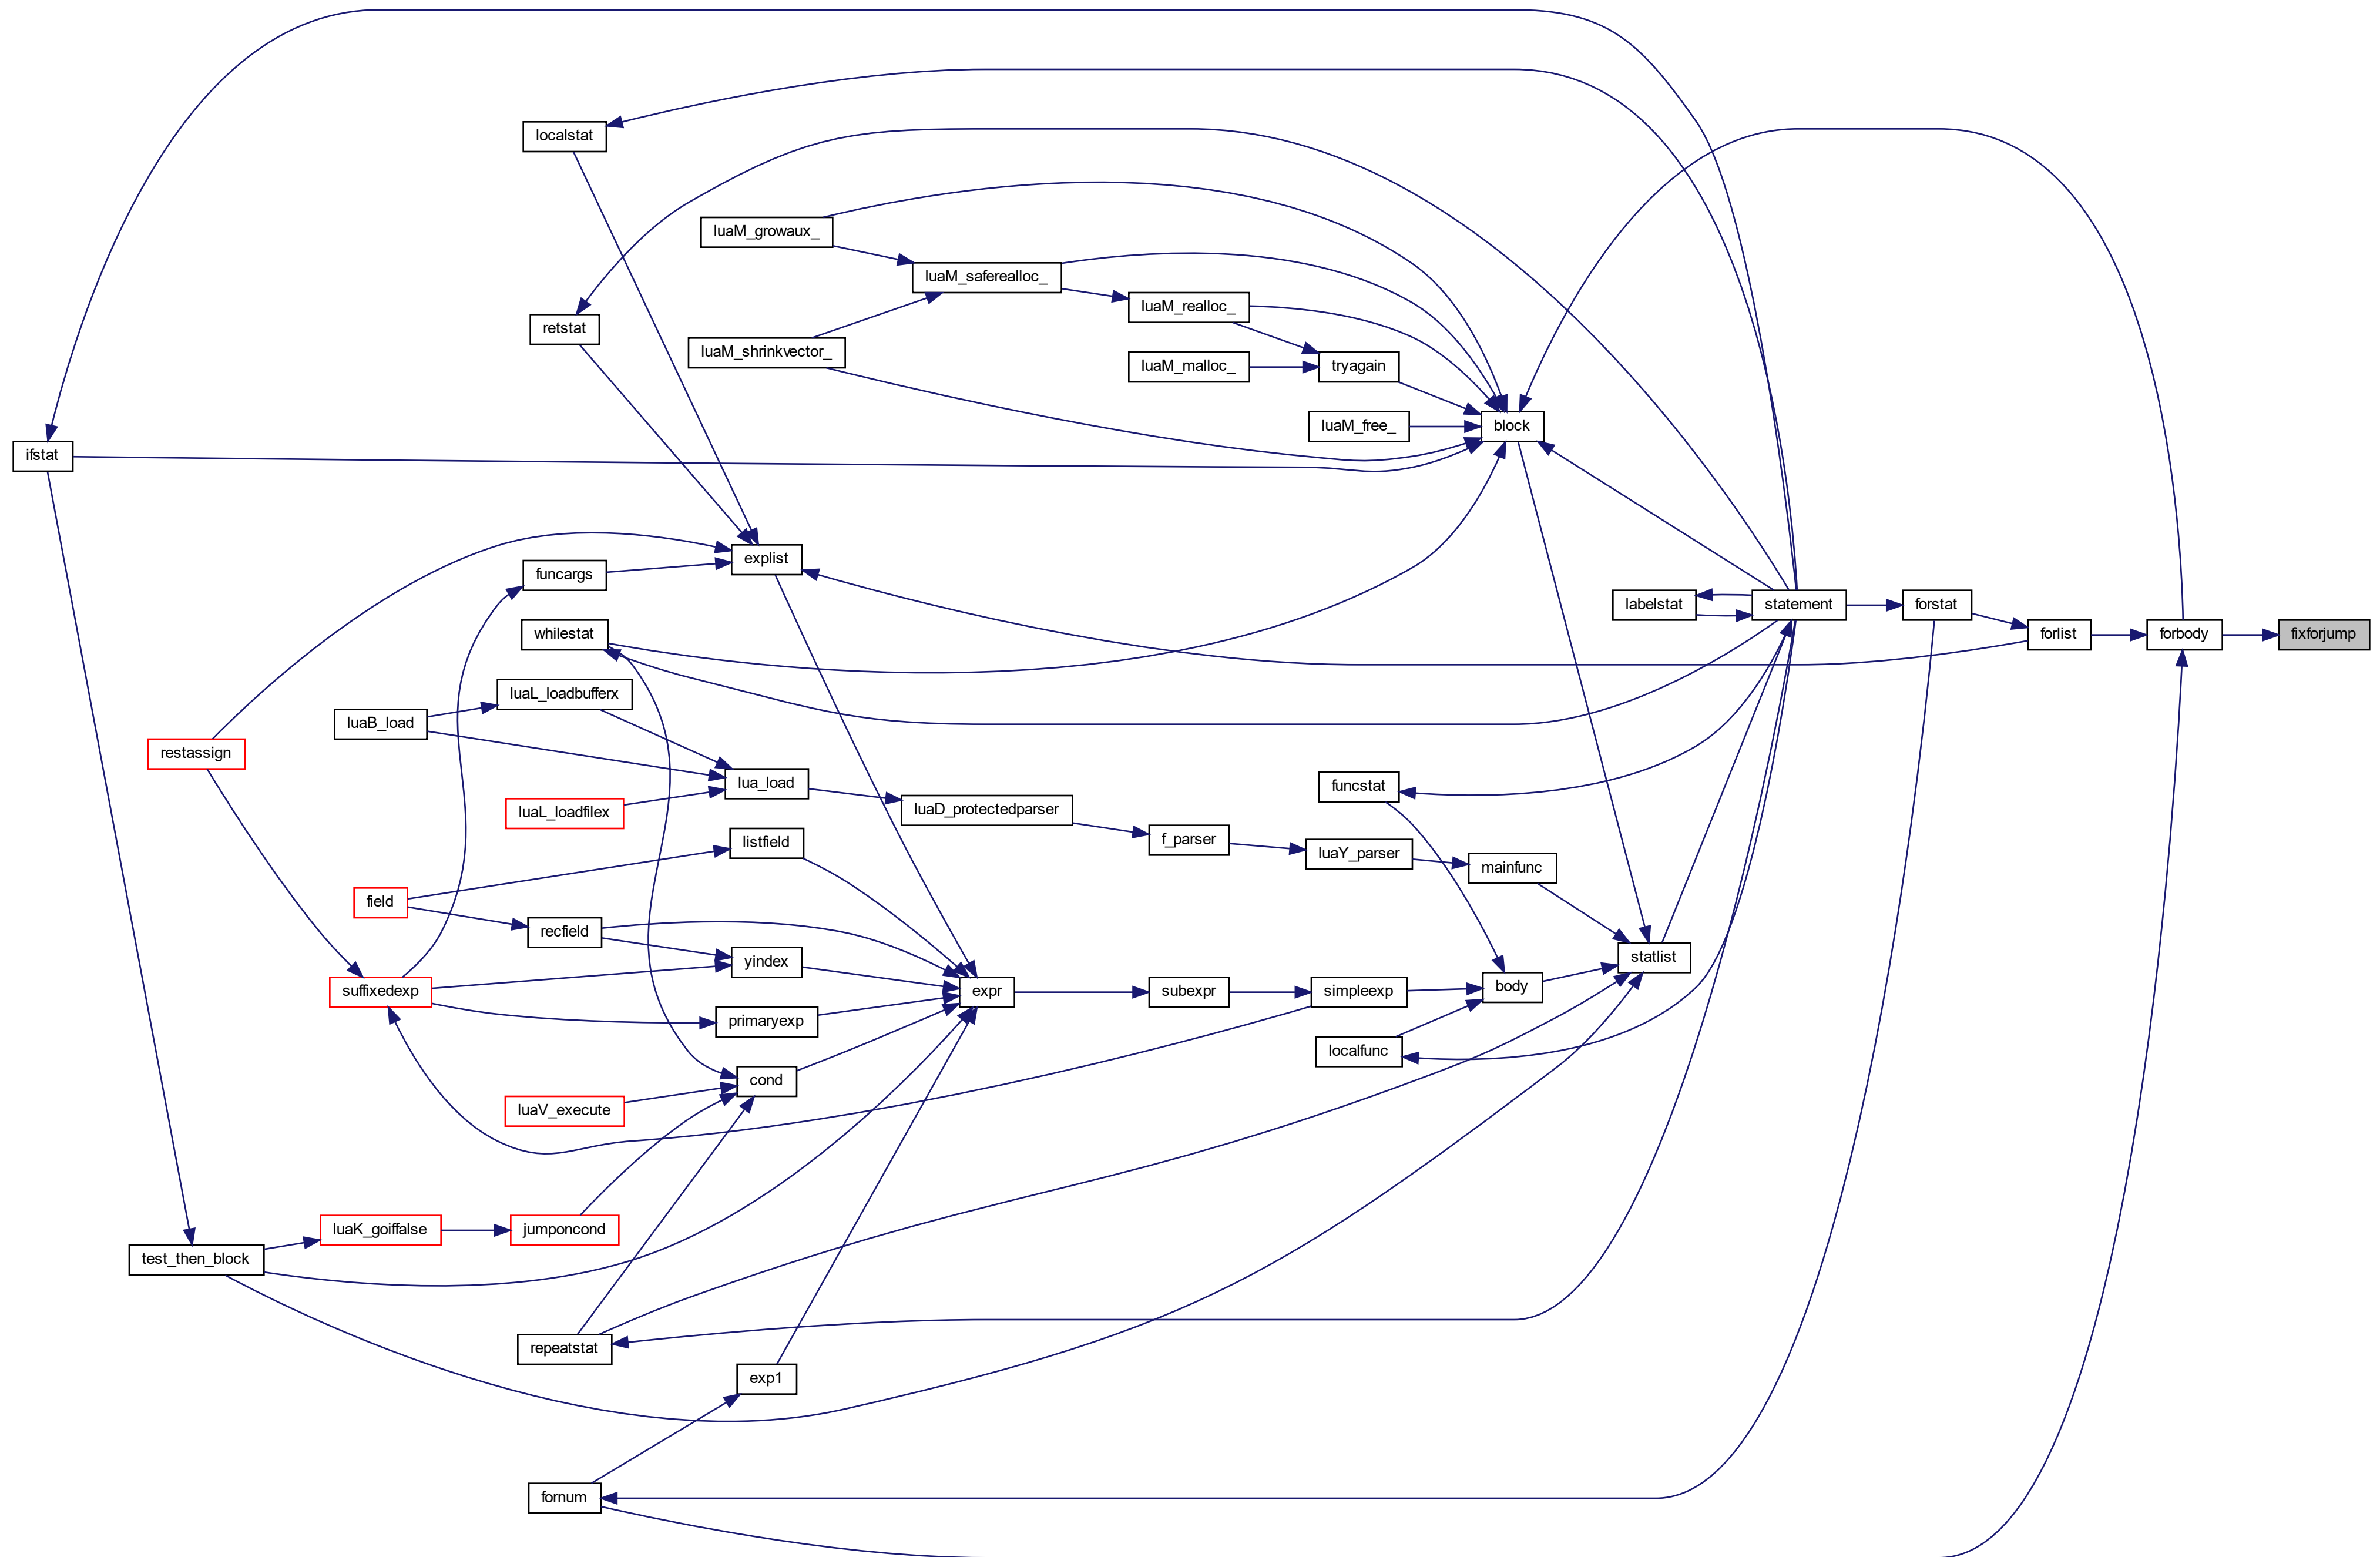 localstat
luaM_growaux_
luaM_saferealloc_
luaM_realloc_
retstat
luaM_shrinkvector_
luaM_malloc_
tryagain
luaM_free_
block
ifstat
explist
funcargs
labelstat
statement
forstat
whilestat
forlist
forbody
fixforjump
luaL_loadbufferx
luaB_load
restassign
lua_load
funcstat
luaL_loadfilex
luaD_protectedparser
listfield
f_parser
luaY_parser
mainfunc
field
recfield
yindex
statlist
suffixedexp
expr
subexpr
simpleexp
body
primaryexp
localfunc
cond
luaV_execute
luaK_goiffalse
jumponcond
test_then_block
repeatstat
exp1
fornum